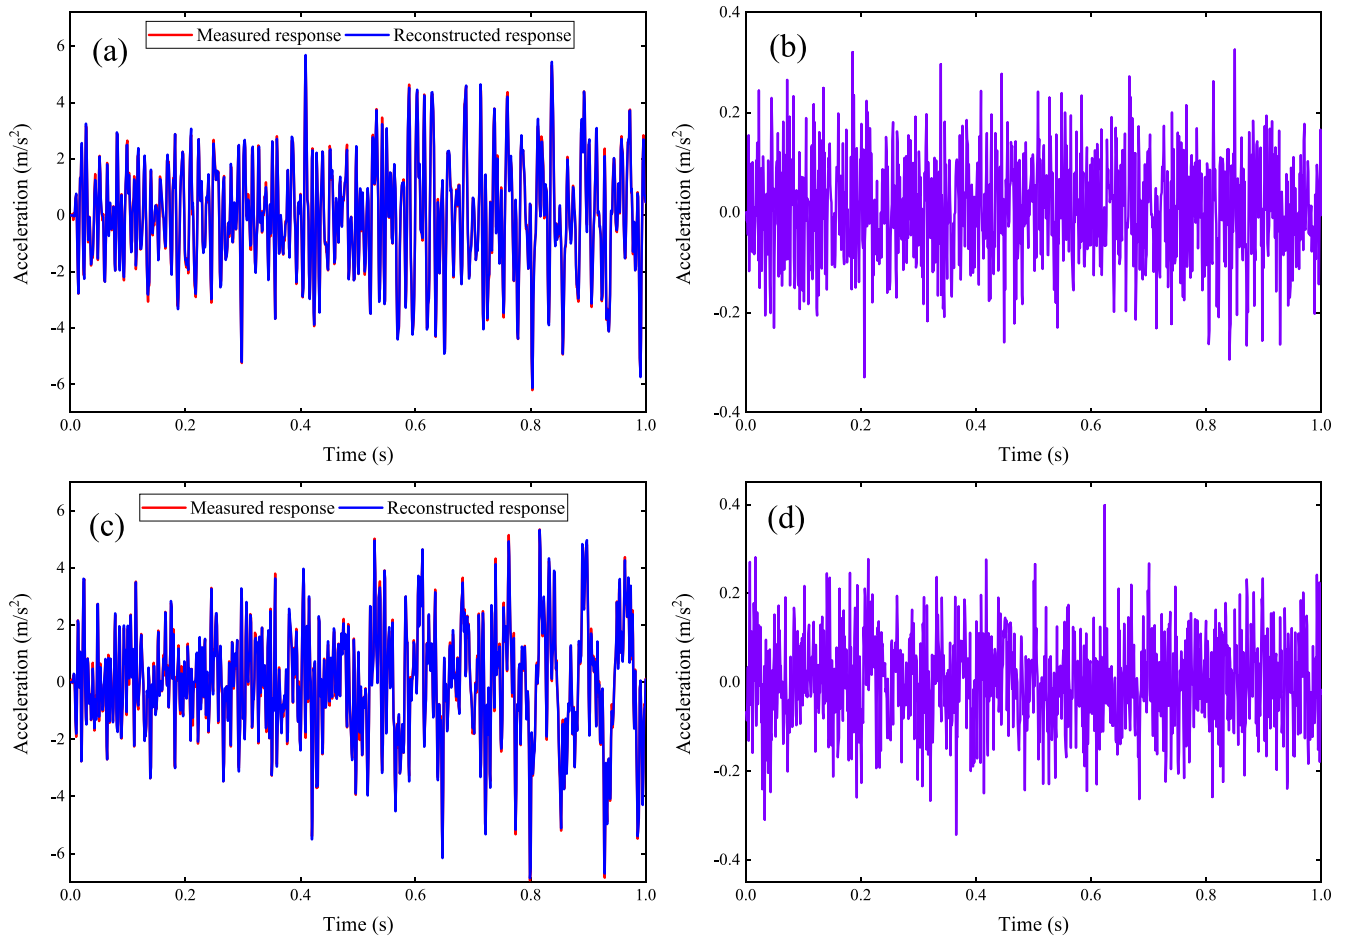 (a)
Measured response Reconstructed response
Acceleration (m/s²)
6
4
2
0
-2
-4
-6
0.0 0.2 0.4 0.6 0.8 1.0
Time (s)
(b)
Acceleration (m/s²)
0.4
0.2
0.0
-0.2
-0.4
0.0 0.2 0.4 0.6 0.8 1.0
Time (s)
(c)
Measured response Reconstructed response
Acceleration (m/s²)
6
4
2
0
-2
-4
-6
0.0 0.2 0.4 0.6 0.8 1.0
Time (s)
(d)
Acceleration (m/s²)
0.4
0.2
0.0
-0.2
-0.4
0.0 0.2 0.4 0.6 0.8 1.0
Time (s)